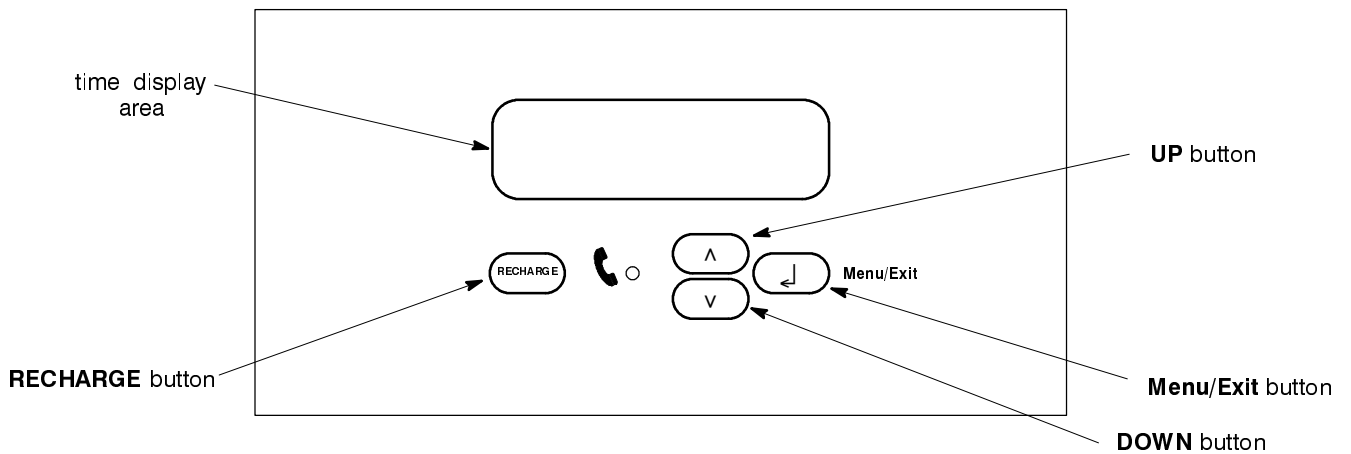 time display
area
UP button
RECHARGE
Menu/Exit
RECHARGE button
Menu/Exit button
DOWN button